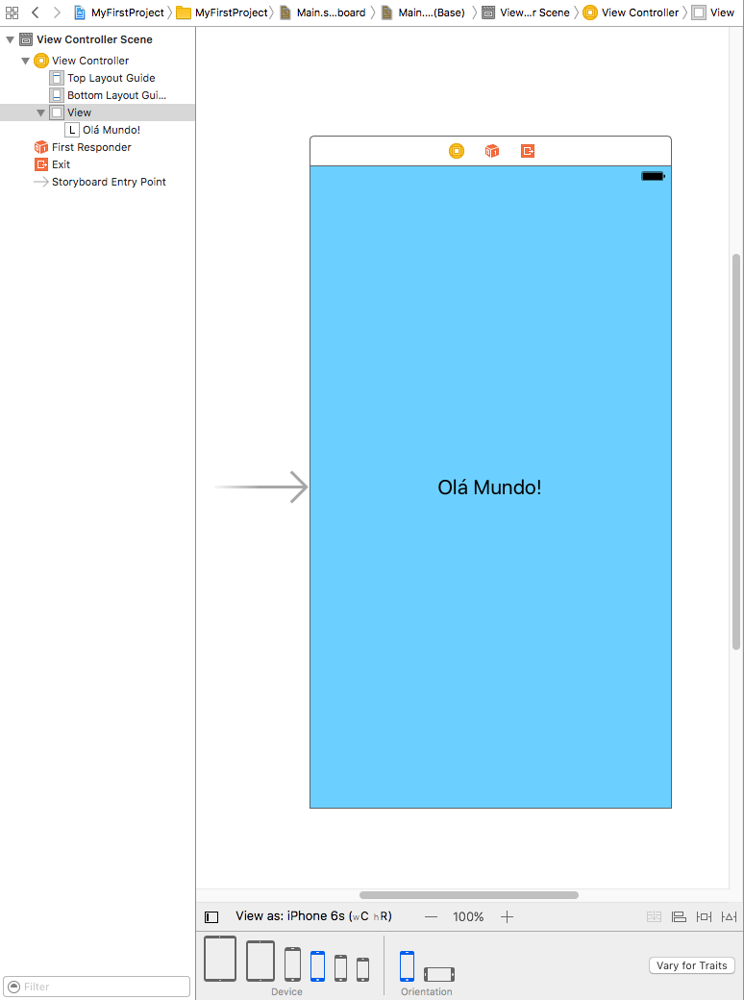 MyFirstProject MyFirstProject Main.s...board Main....(Base) View...r Scene View Controller View
View Controller Scene
View Controller
Top Layout Guide
Bottom Layout Gui...
View
L Olá Mundo!
First Responder
Exit
Storyboard Entry Point
Olá Mundo!
View as: iPhone 6s (wC hR) 100%
Vary for Traits
Filter
Device Orientation